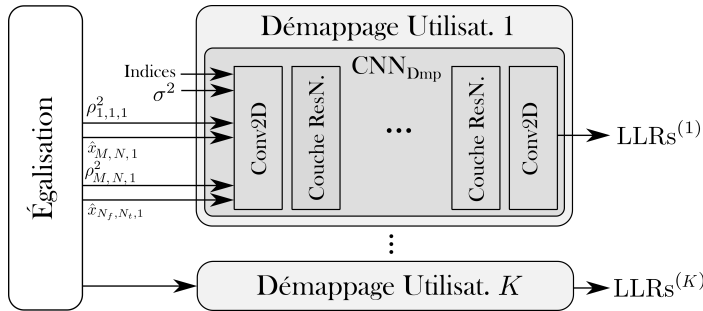 Démappage Utilisat. 1
CNN_Dmp
Indices
σ²
ρ²_{1,1,1}
x̂_{M,N,1}
ρ²_{M,N,1}
x̂_{N_f,N_t,1}
Égalisation
Conv2D
Couche ResN.
...
Couche ResN.
Conv2D
LLRs^{(1)}
⋮
Démappage Utilisat. K
LLRs^{(K)}